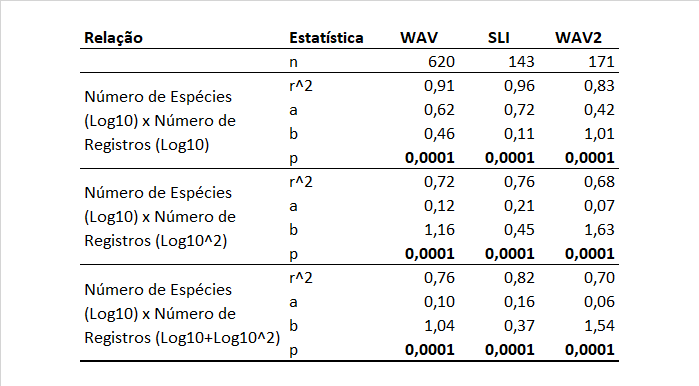 Relação Estatística WAV SLI WAV2
n 620 143 171
Número de Espécies (Log10) x Número de Registros (Log10)
r^2 0,91 0,96 0,83
a 0,62 0,72 0,42
b 0,46 0,11 1,01
p 0,0001 0,0001 0,0001
Número de Espécies (Log10) x Número de Registros (Log10^2)
r^2 0,72 0,76 0,68
a 0,12 0,21 0,07
b 1,16 0,45 1,63
p 0,0001 0,0001 0,0001
Número de Espécies (Log10) x Número de Registros (Log10+Log10^2)
r^2 0,76 0,82 0,70
a 0,10 0,16 0,06
b 1,04 0,37 1,54
p 0,0001 0,0001 0,0001